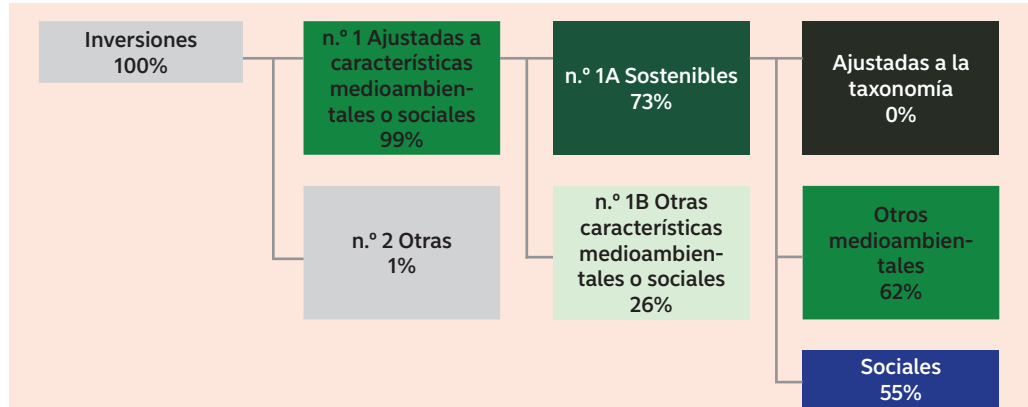 Inversiones
100%
n.º 1 Ajustadas a
características
medioambien-
tales o sociales
99%
n.º 2 Otras
1%
n.º 1A Sostenibles
73%
n.º 1B Otras
características
medioambien-
tales o sociales
26%
Ajustadas a la
taxonomía
0%
Otros
medioambien-
tales
62%
Sociales
55%